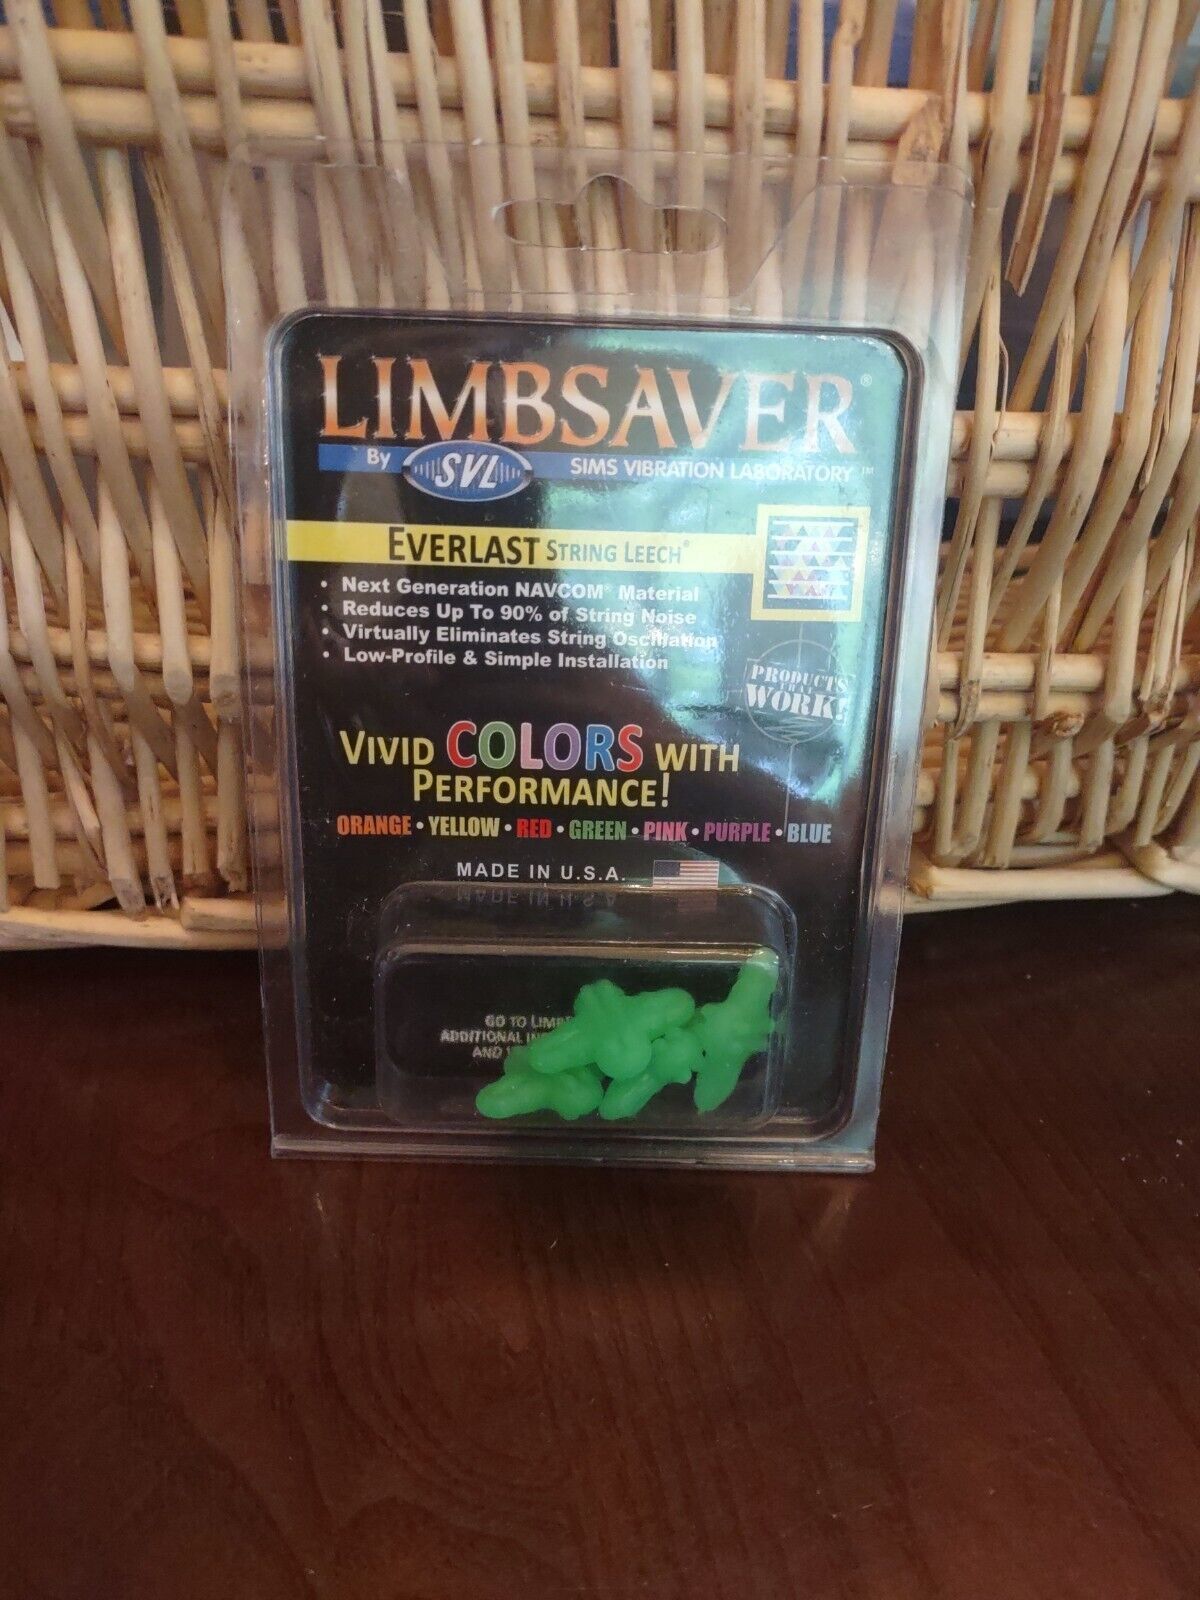 LIMBSAVER®
By SVL SIMS VIBRATION LABORATORY™
EVERLAST STRING LEECH®
• Next Generation NAVCOM® Material
• Reduces Up To 90% of String Noise
• Virtually Eliminates String Oscillation
• Low-Profile & Simple Installation
PRODUCTS
THAT
WORK!
VIVID COLORS WITH
PERFORMANCE!
ORANGE • YELLOW • RED • GREEN • PINK • PURPLE • BLUE
MADE IN U.S.A.
GO TO
ADDITIONAL
AND